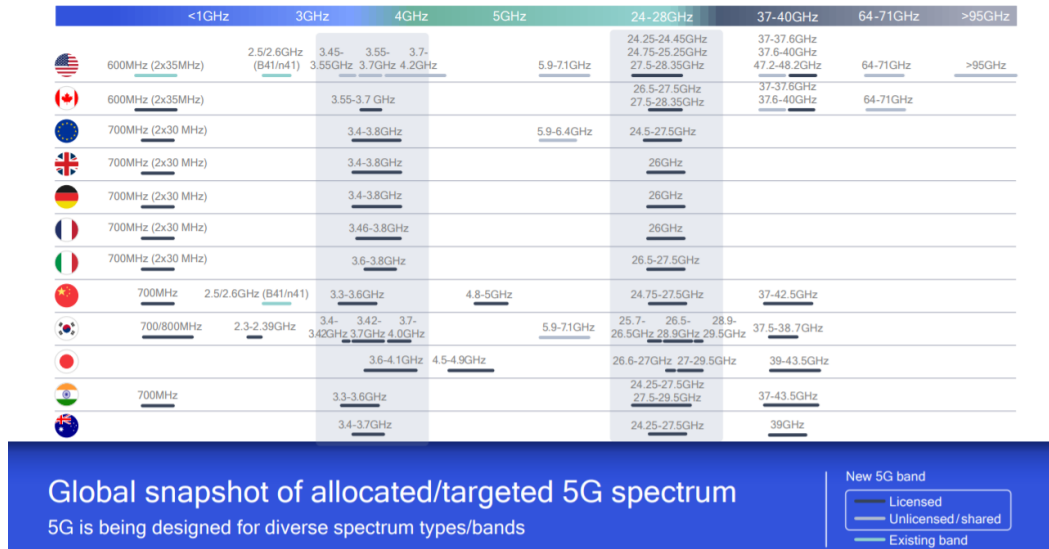 <1GHz 3GHz 4GHz 5GHz 24-28GHz 37-40GHz 64-71GHz >95GHz
24.25-24.45GHz 37-37.6GHz
2.5/2.6GHz 3.45- 3.55- 3.7- 24.75-25.25GHz 37.6-40GHz
600MHz (2x35MHz) (B41/n41) 3.55GHz 3.7GHz 4.2GHz 5.9-7.1GHz 27.5-28.35GHz 47.2-48.2GHz 64-71GHz >95GHz
26.5-27.5GHz 37-37.6GHz
600MHz (2x35MHz) 3.55-3.7 GHz 27.5-28.35GHz 37.6-40GHz 64-71GHz
700MHz (2x30 MHz) 3.4-3.8GHz 5.9-6.4GHz 24.5-27.5GHz
700MHz (2x30 MHz) 3.4-3.8GHz 26GHz
700MHz (2x30 MHz) 3.4-3.8GHz 26GHz
700MHz (2x30 MHz) 3.46-3.8GHz 26GHz
700MHz (2x30 MHz) 3.6-3.8GHz 26.5-27.5GHz
700MHz 2.5/2.6GHz (B41/n41) 3.3-3.6GHz 4.8-5GHz 24.75-27.5GHz 37-42.5GHz
3.4- 3.42- 3.7- 25.7- 26.5- 28.9-
700/800MHz 2.3-2.39GHz 3.42GHz 3.7GHz 4.0GHz 5.9-7.1GHz 26.5GHz 28.9GHz 29.5GHz 37.5-38.7GHz
3.6-4.1GHz 4.5-4.9GHz 26.6-27GHz 27-29.5GHz 39-43.5GHz
24.25-27.5GHz
700MHz 3.3-3.6GHz 27.5-29.5GHz 37-43.5GHz
3.4-3.7GHz 24.25-27.5GHz 39GHz
Global snapshot of allocated/targeted 5G spectrum
5G is being designed for diverse spectrum types/bands
New 5G band
Licensed
Unlicensed/shared
Existing band